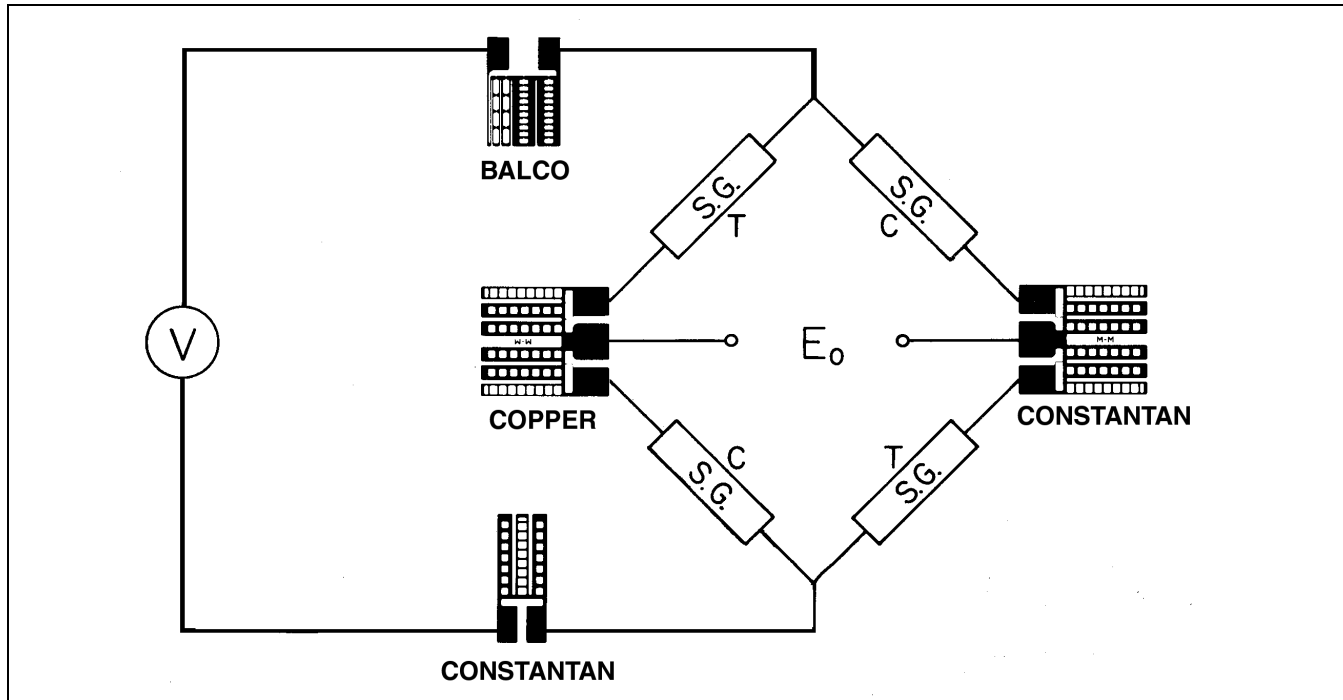 BALCO
S.G.
T
S.G.
C
V
W-W
E₀
M-M
COPPER
CONSTANTAN
C
S.G.
T
S.G.
CONSTANTAN